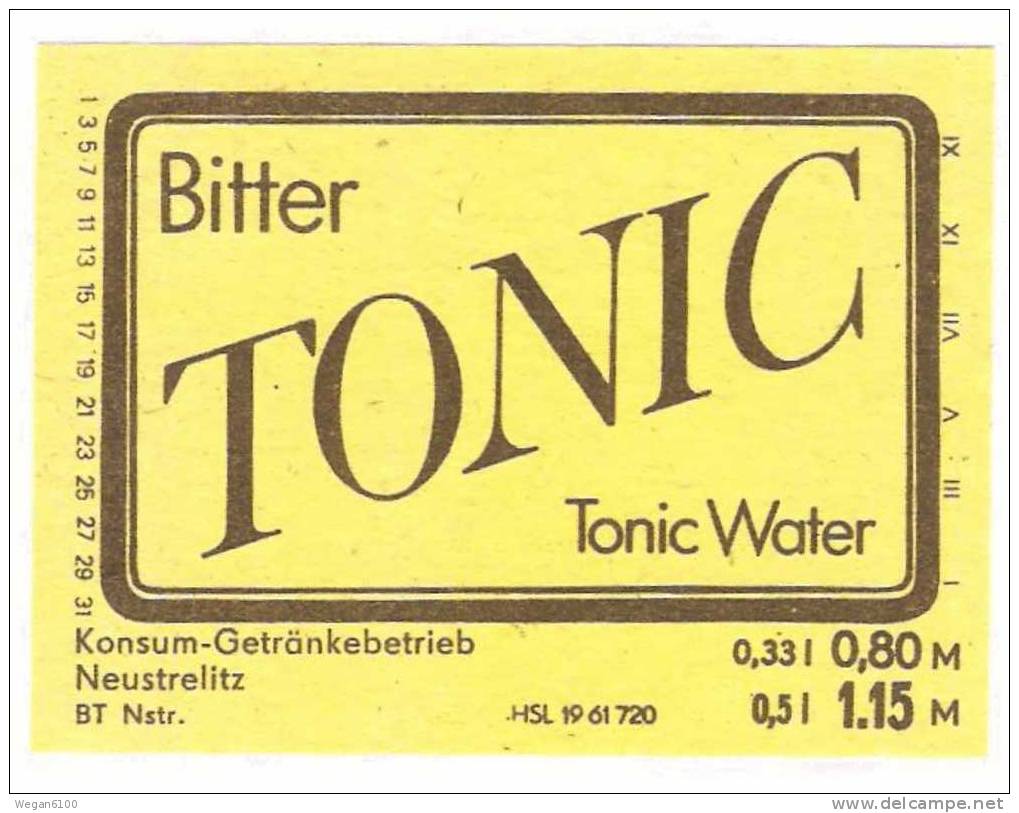 Bitter
TONIC
Tonic Water
1 3 5 7 9 11 13 15 17 19 21 23 25 27 29 31
IX XI VII V III I
Konsum-Getränkebetrieb
Neustrelitz
BT Nstr.
HSL 19 61 720
0,33 l 0,80 M
0,5 l 1.15 M
Wegan6100
www.delcampe.net